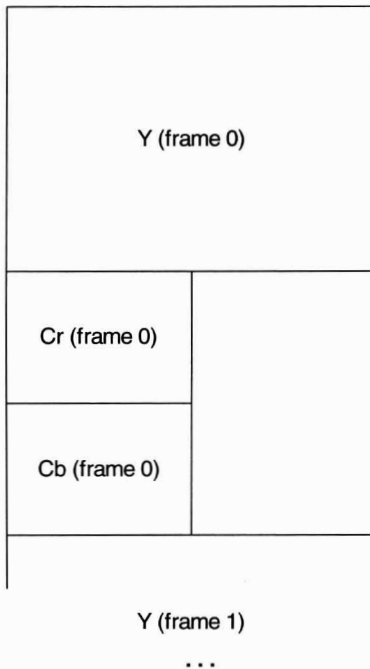 Y (frame 0)
Cr (frame 0)
Cb (frame 0)
Y (frame 1)
...